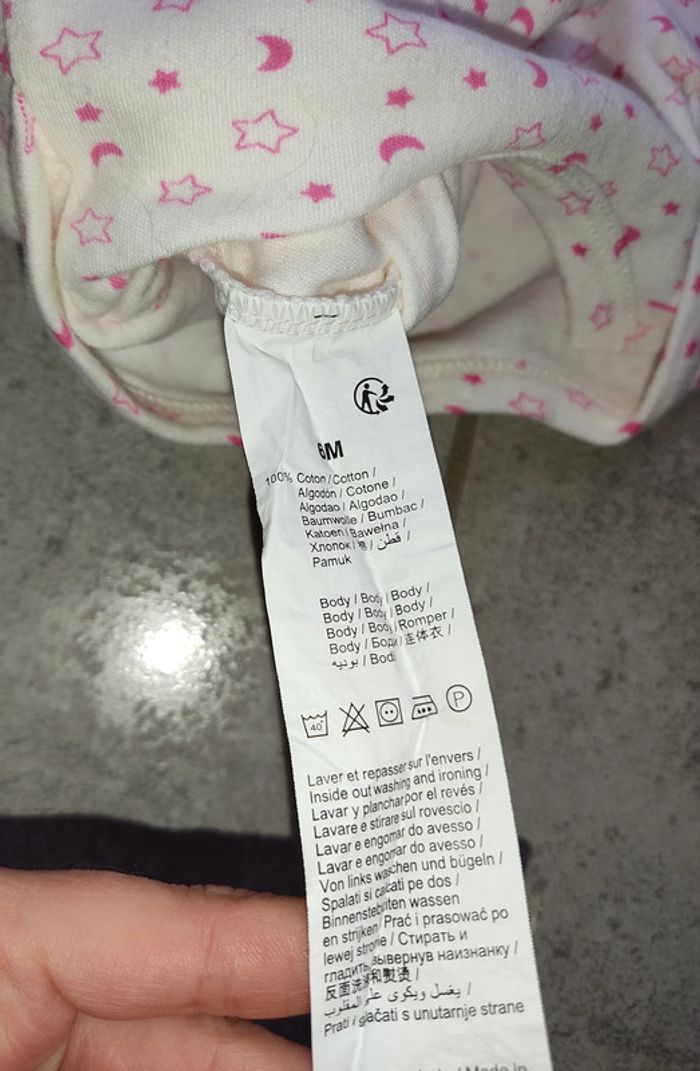 6M
100% Coton / Cotton /
Algodón / Cotone /
Algodao / Algodao /
Baumwolle / Bumbac /
Katoen / Bawełna /
Хлопок / 棉 / قطن /
Pamuk
Body / Body / Body /
Body / Body / Body /
Body / Body / Romper /
Body / Боди / 连体衣 /
بونيه / Bodi
40°
P
Laver et repasser sur l'envers /
Inside out washing and ironing /
Lavar y planchar por el revés /
Lavare e stirare sul rovescio /
Lavar e engomar do avesso /
Lavar e engomar do avesso /
Von links waschen und bügeln /
Spalati si calcati pe dos /
Binnenstebuiten wassen
en strijken / Prać i prasować po
lewej stronie / Стирать и
гладить, вывернув наизнанку /
反面洗涤和熨烫 /
يغسل ويكوى على المقلوب /
Prati i glačati s unutarnje strane
Made in